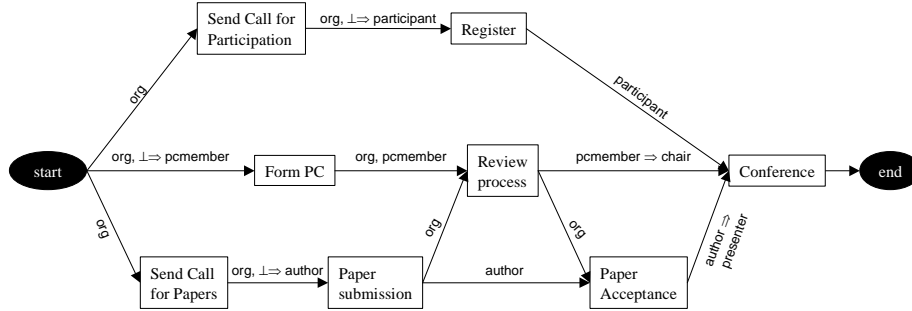 Send Call for
Participation
org, ⊥⇒ participant
Register
org
participant
start
org, ⊥⇒ pcmember
Form PC
org, pcmember
Review
process
pcmember ⇒ chair
Conference
end
org
org
org
author ⇒
presenter
Send Call
for Papers
org, ⊥⇒ author
Paper
submission
author
Paper
Acceptance